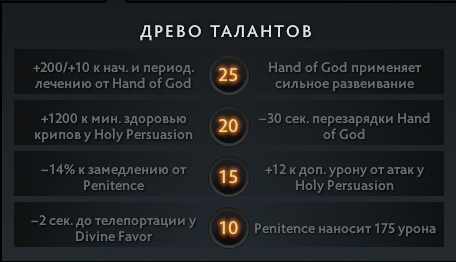 ДРЕВО ТАЛАНТОВ
+200/+10 к нач. и период.
лечению от Hand of God
25
Hand of God применяет
сильное развеивание
+1200 к мин. здоровью
крипов у Holy Persuasion
20
−30 сек. перезарядки Hand
of God
−14% к замедлению от
Penitence
15
+12 к доп. урону от атак у
Holy Persuasion
−2 сек. до телепортации у
Divine Favor
10
Penitence наносит 175 урона